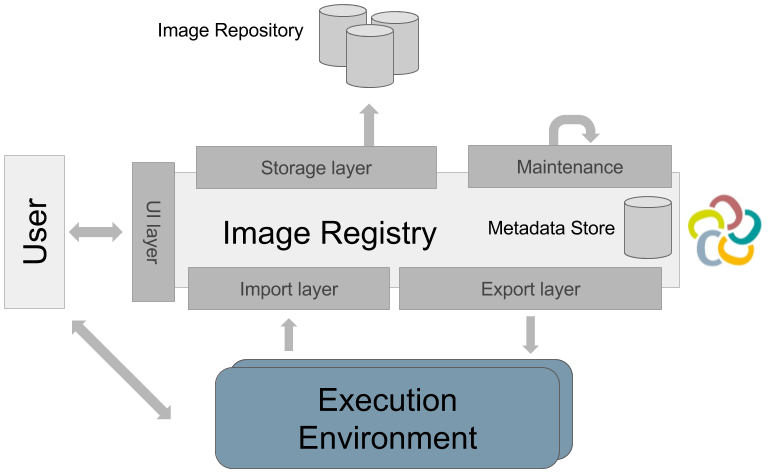 Image Repository
Storage layer
Maintenance
User
UI layer
Image Registry
Metadata Store
Import layer
Export layer
Execution
Environment